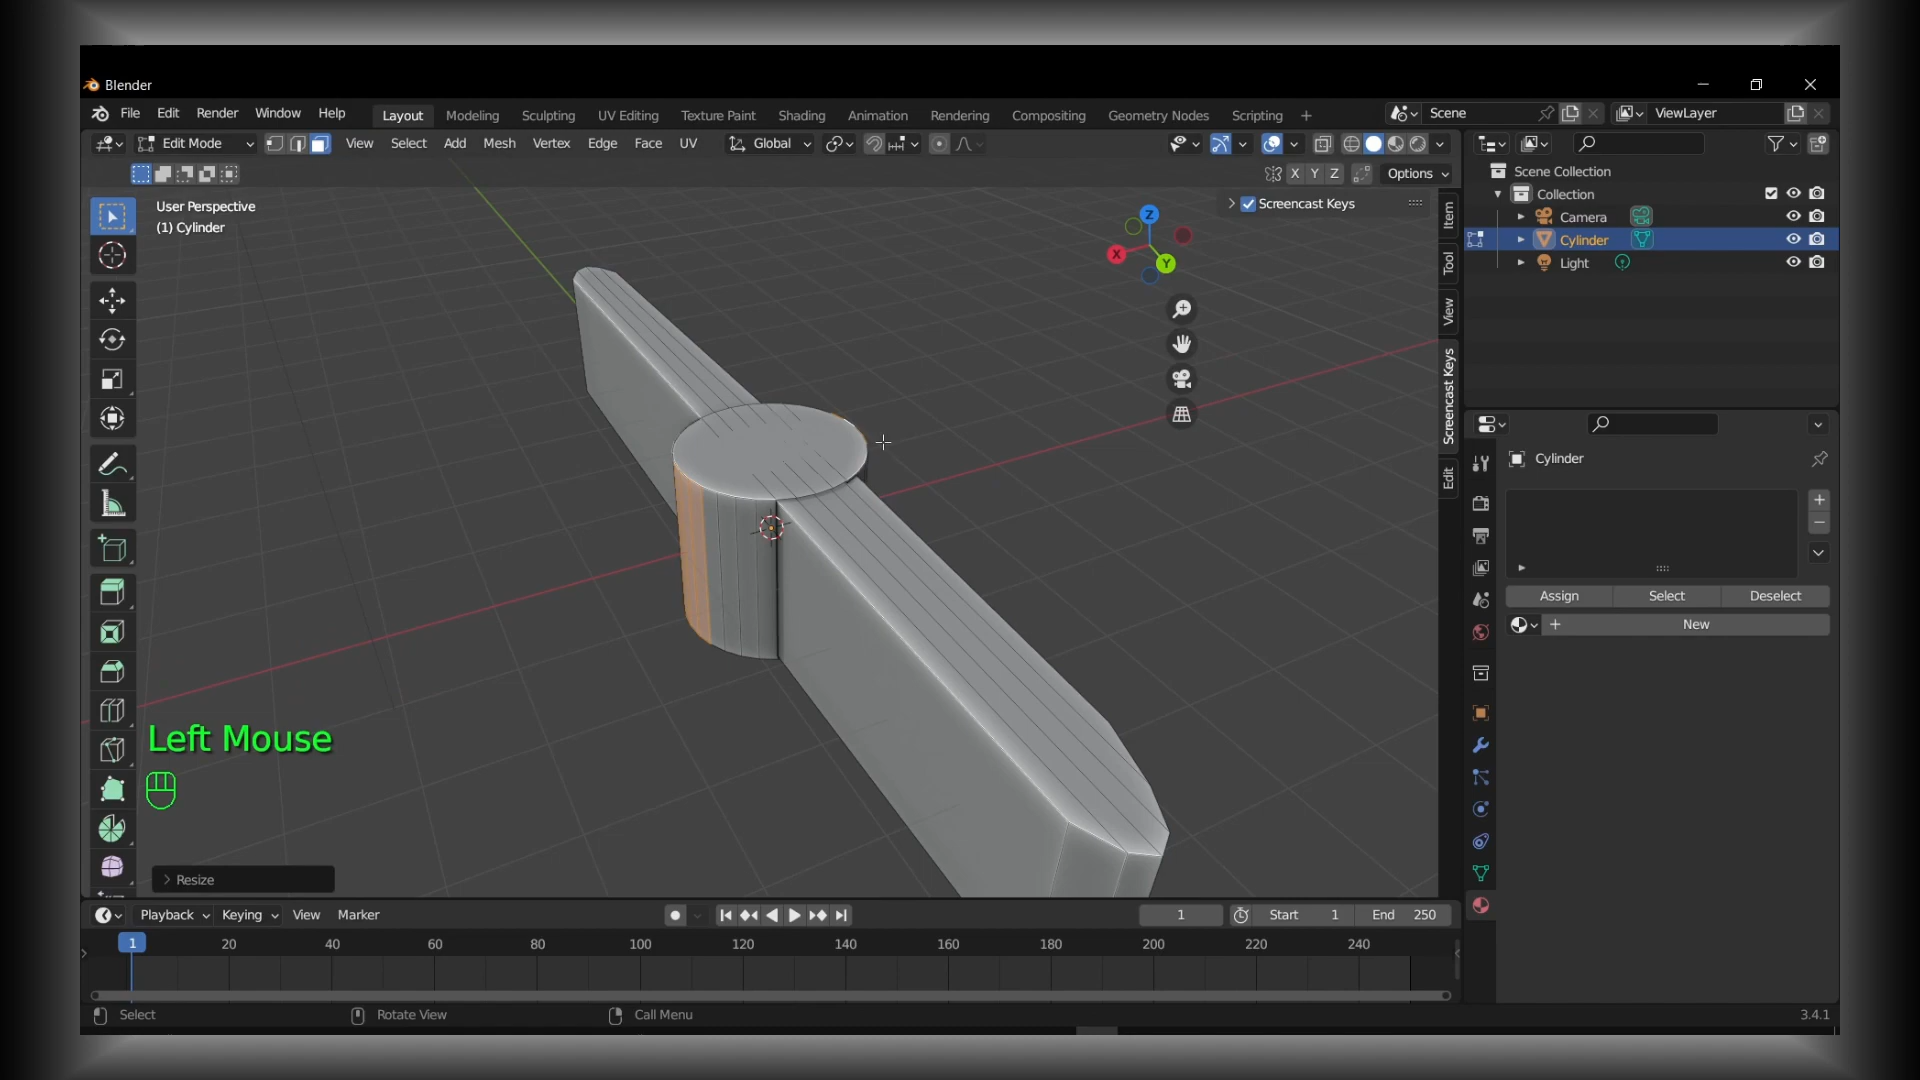 Blender
File Edit Render Window Help Layout Modeling Sculpting UV Editing Texture Paint Shading Animation Rendering Compositing Geometry Nodes Scripting + Scene ViewLayer
Edit Mode View Select Add Mesh Vertex Edge Face UV Global
X Y Z Options
User Perspective
(1) Cylinder
Screencast Keys
Z
X
Y
Item
Tool
View
Screencast Keys
Edit
Scene Collection
Collection
Camera
Cylinder
Light
Cylinder
Assign Select Deselect
New
Left Mouse
Resize
Playback Keying View Marker 1 Start 1 End 250
1 20 40 60 80 100 120 140 160 180 200 220 240
Select Rotate View Call Menu 3.4.1